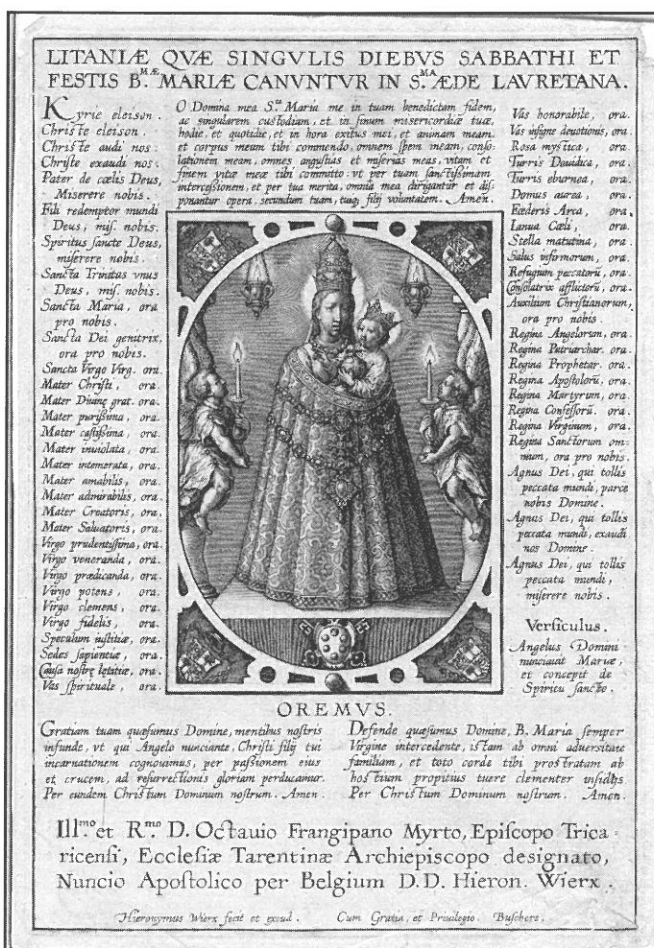 LITANIÆ QVÆ SINGVLIS DIEBVS SABBATHI ET
FESTIS B.MÆ MARIÆ CANVNTVR IN S.MA ÆDE LAVRETANA.
Kyrie eleison.
Christe eleison.
Christe audi nos:
Christe exaudi nos:
Pater de cœlis Deus,
Miserere nobis.
Fili redemptor mundi
Deus, mis. nobis.
Spiritus sancte Deus,
miserere nobis.
Sancta Trinitas vnus
Deus, mis. nobis.
Sancta Maria, ora
pro nobis.
Sancta Dei genitrix,
ora pro nobis.
Sancta Virgo Virg. ora.
Mater Christi, ora.
Mater Diuinę grat. ora.
Mater purissima, ora.
Mater castissima, ora.
Mater inuiolata, ora.
Mater intemerata, ora.
Mater amabilis, ora.
Mater admirabilis, ora.
Mater Creatoris, ora.
Mater Saluatoris, ora.
Virgo prudentissima, ora.
Virgo veneranda, ora.
Virgo prædicanda, ora.
Virgo potens, ora.
Virgo clemens, ora.
Virgo fidelis, ora.
Speculum iustitiæ, ora.
Sedes sapientiæ, ora.
Causa nostrę lętitiæ, ora.
Vas spirituale, ora.
O Domina mea S.ta Maria me in tuam benedictam fidem,
ac singularem custodiam, et in sinum misericordiæ tuæ,
hodie, et quotidie, et in hora exitus mei, et animam meam,
et corpus meum tibi commendo, omnem spem meam, conso-
lationem meam, omnes angustias et miserias meas, vitam et
finem vitæ meæ tibi committo: vt per tuam sanctissimam
intercessionem, et per tua merita, omnia mea dirigantur et dis-
ponantur opera, secundum tuam, tuiq; filij voluntatem. Amen.
Vas honorabile, ora.
Vas insigne deuotionis, ora.
Rosa mystica, ora.
Turris Dauidica, ora.
Turris eburnea, ora.
Domus aurea, ora.
Fœderis Arca, ora.
Ianua Cæli, ora.
Stella matutina, ora.
Salus infirmorum, ora.
Refugium peccatorū, ora.
Consolatrix afflictorū, ora.
Auxilium Christianorum,
ora pro nobis.
Regina Angelorum, ora.
Regina Patriarchar. ora.
Regina Prophetar. ora.
Regina Apostolorū, ora.
Regina Martyrum, ora.
Regina Confessorū. ora.
Regina Virginum, ora.
Regina Sanctorum om-
nium, ora pro nobis.
Agnus Dei, qui tollis
peccata mundi, parce
nobis Domine.
Agnus Dei, qui tollis
peccata mundi, exaudi
nos Domine.
Agnus Dei, qui tollis
peccata mundi,
miserere nobis.
Versiculus.
Angelus Domini
nunciauit Mariæ,
et concepit de
Spiritu sancto.
OREMVS.
Gratiam tuam quæsumus Domine, mentibus nostris
infunde, vt qui Angelo nunciante, Christi filij tui
incarnationem cognouimus, per passionem eius
et crucem, ad resurrectionis gloriam perducamur.
Per eundem Christum Dominum nostrum. Amen.
Defende quæsumus Domine, B. Maria semper
Virgine intercedente, istam ab omni aduersitate
familiam, et toto corde tibi prostratam ab
hostium propitius tuere clementer insidijs.
Per Christum Dominum nostrum. Amen.
Ill.mo et R.mo D. Octauio Frangipano Myrto, Episcopo Trica-
ricensi, Ecclesiæ Tarentinæ Archiepiscopo designato,
Nuncio Apostolico per Belgium D.D. Hieron. Wierx.
Hieronymus Wierx fecit et excud. Cum Gratia, et Priuilegio. Buschere.